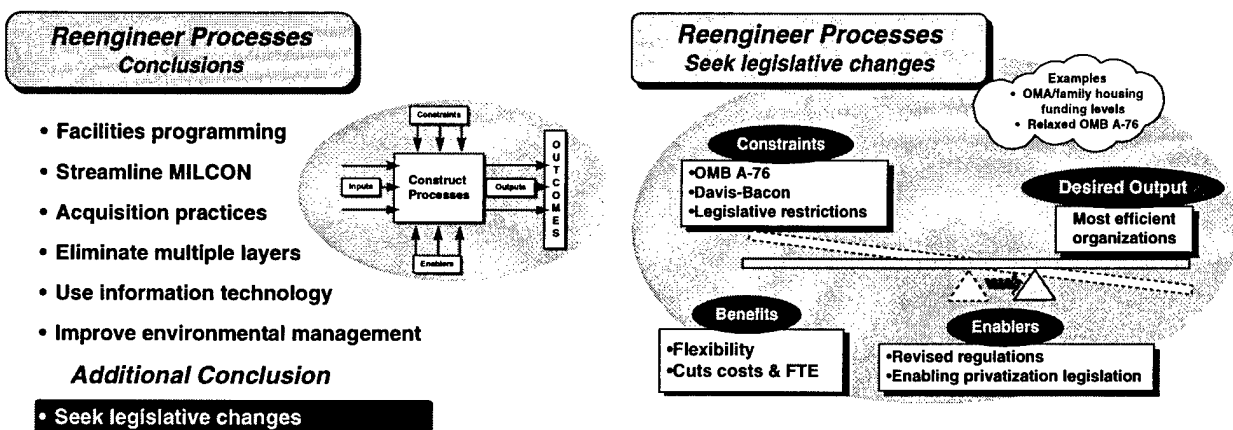 Reengineer Processes
Conclusions
• Facilities programming
• Streamline MILCON
• Acquisition practices
• Eliminate multiple layers
• Use information technology
• Improve environmental management
Additional Conclusion
• Seek legislative changes
Constraints
Inputs
Construct
Processes
Outputs
OUTCOMES
Enablers
Reengineer Processes
Seek legislative changes
Examples
• OMA/family housing
funding levels
• Relaxed OMB A-76
Constraints
•OMB A-76
•Davis-Bacon
•Legislative restrictions
Desired Output
Most efficient
organizations
Benefits
•Flexibility
•Cuts costs & FTE
Enablers
•Revised regulations
•Enabling privatization legislation